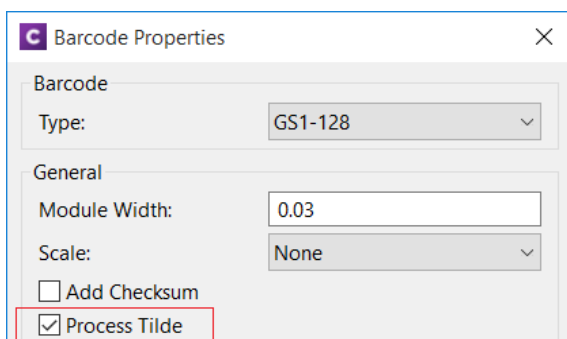 C Barcode Properties
Barcode
Type: GS1-128
General
Module Width: 0.03
Scale: None
Add Checksum
Process Tilde